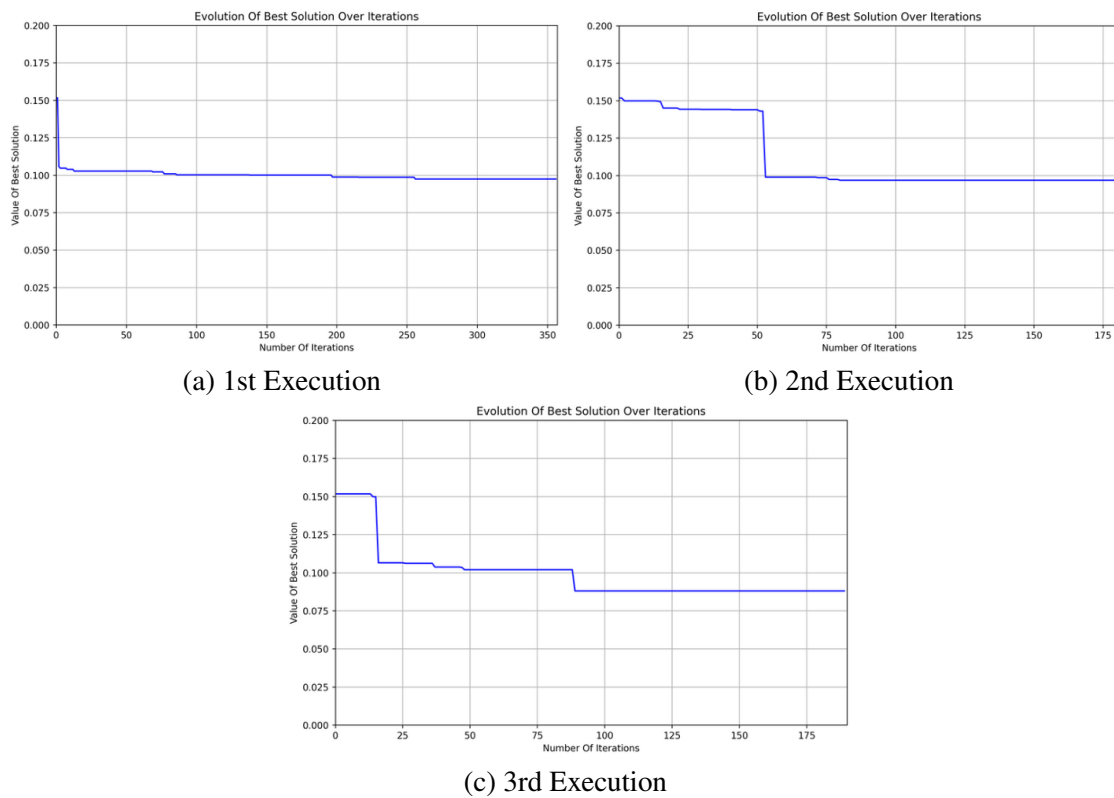 Evolution Of Best Solution Over Iterations
0.200
0.175
0.150
0.125
0.100
0.075
0.050
0.025
0.000
Value Of Best Solution
0 50 100 150 200 250 300 350
Number Of Iterations
(a) 1st Execution
Evolution Of Best Solution Over Iterations
0.200
0.175
0.150
0.125
0.100
0.075
0.050
0.025
0.000
Value Of Best Solution
0 25 50 75 100 125 150 175
Number Of Iterations
(b) 2nd Execution
Evolution Of Best Solution Over Iterations
0.200
0.175
0.150
0.125
0.100
0.075
0.050
0.025
0.000
Value Of Best Solution
0 25 50 75 100 125 150 175
Number Of Iterations
(c) 3rd Execution